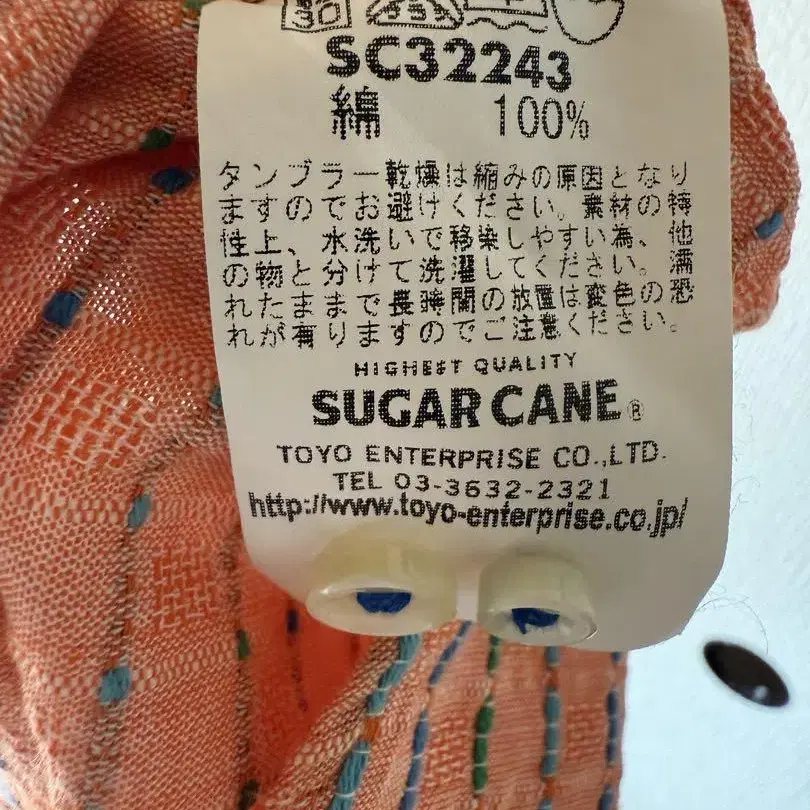 30
SC32243
綿 100%
タンブラー乾燥は縮みの原因となり
ますのでお避けください。素材の特
性上、水洗いで移染しやすい為、他
の物と分けて洗濯してください。濡
れたままで長時間の放置は変色の恐
れが有りますのでご注意ください。
HIGHEST QUALITY
SUGAR CANE ®
TOYO ENTERPRISE CO.,LTD.
TEL 03-3632-2321
http://www.toyo-enterprise.co.jp/